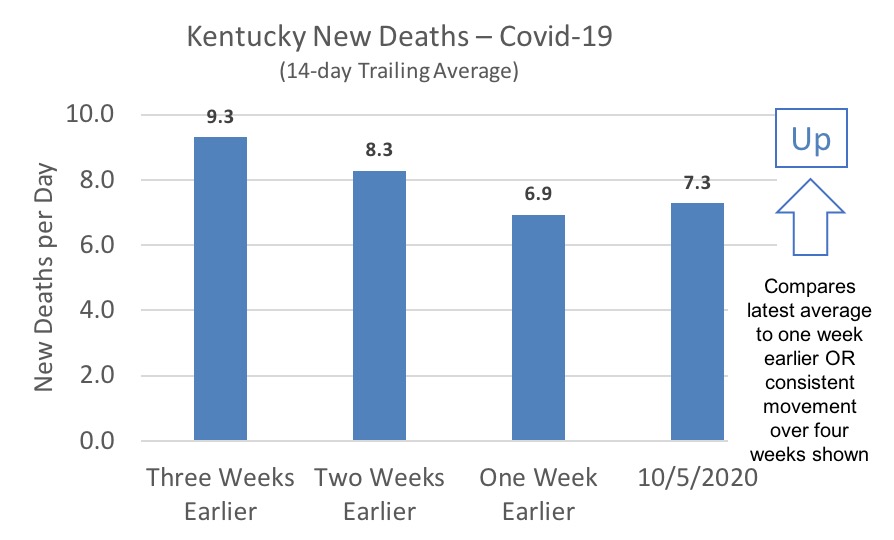 Kentucky New Deaths – Covid-19
(14-day Trailing Average)
New Deaths per Day
10.0
8.0
6.0
4.0
2.0
0.0
9.3
8.3
6.9
7.3
Three Weeks
Earlier
Two Weeks
Earlier
One Week
Earlier
10/5/2020
Up
Compares
latest average
to one week
earlier OR
consistent
movement
over four
weeks shown